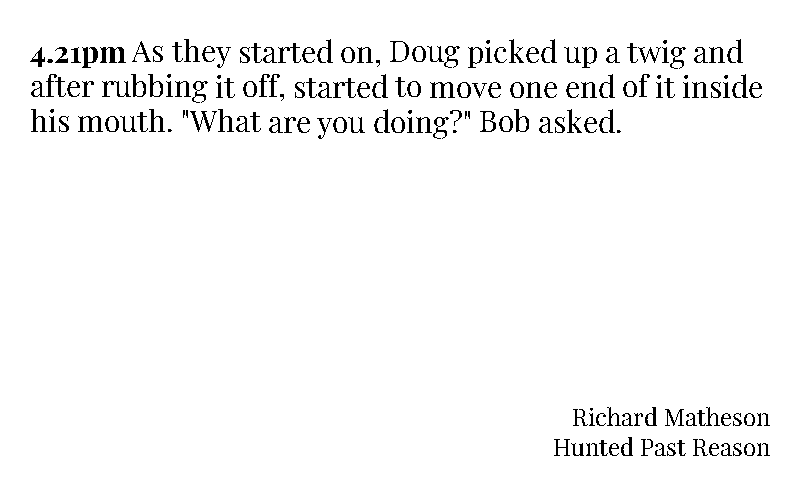 4.21pm As they started on, Doug picked up a twig and
after rubbing it off, started to move one end of it inside
his mouth. "What are you doing?" Bob asked.
Richard Matheson
Hunted Past Reason